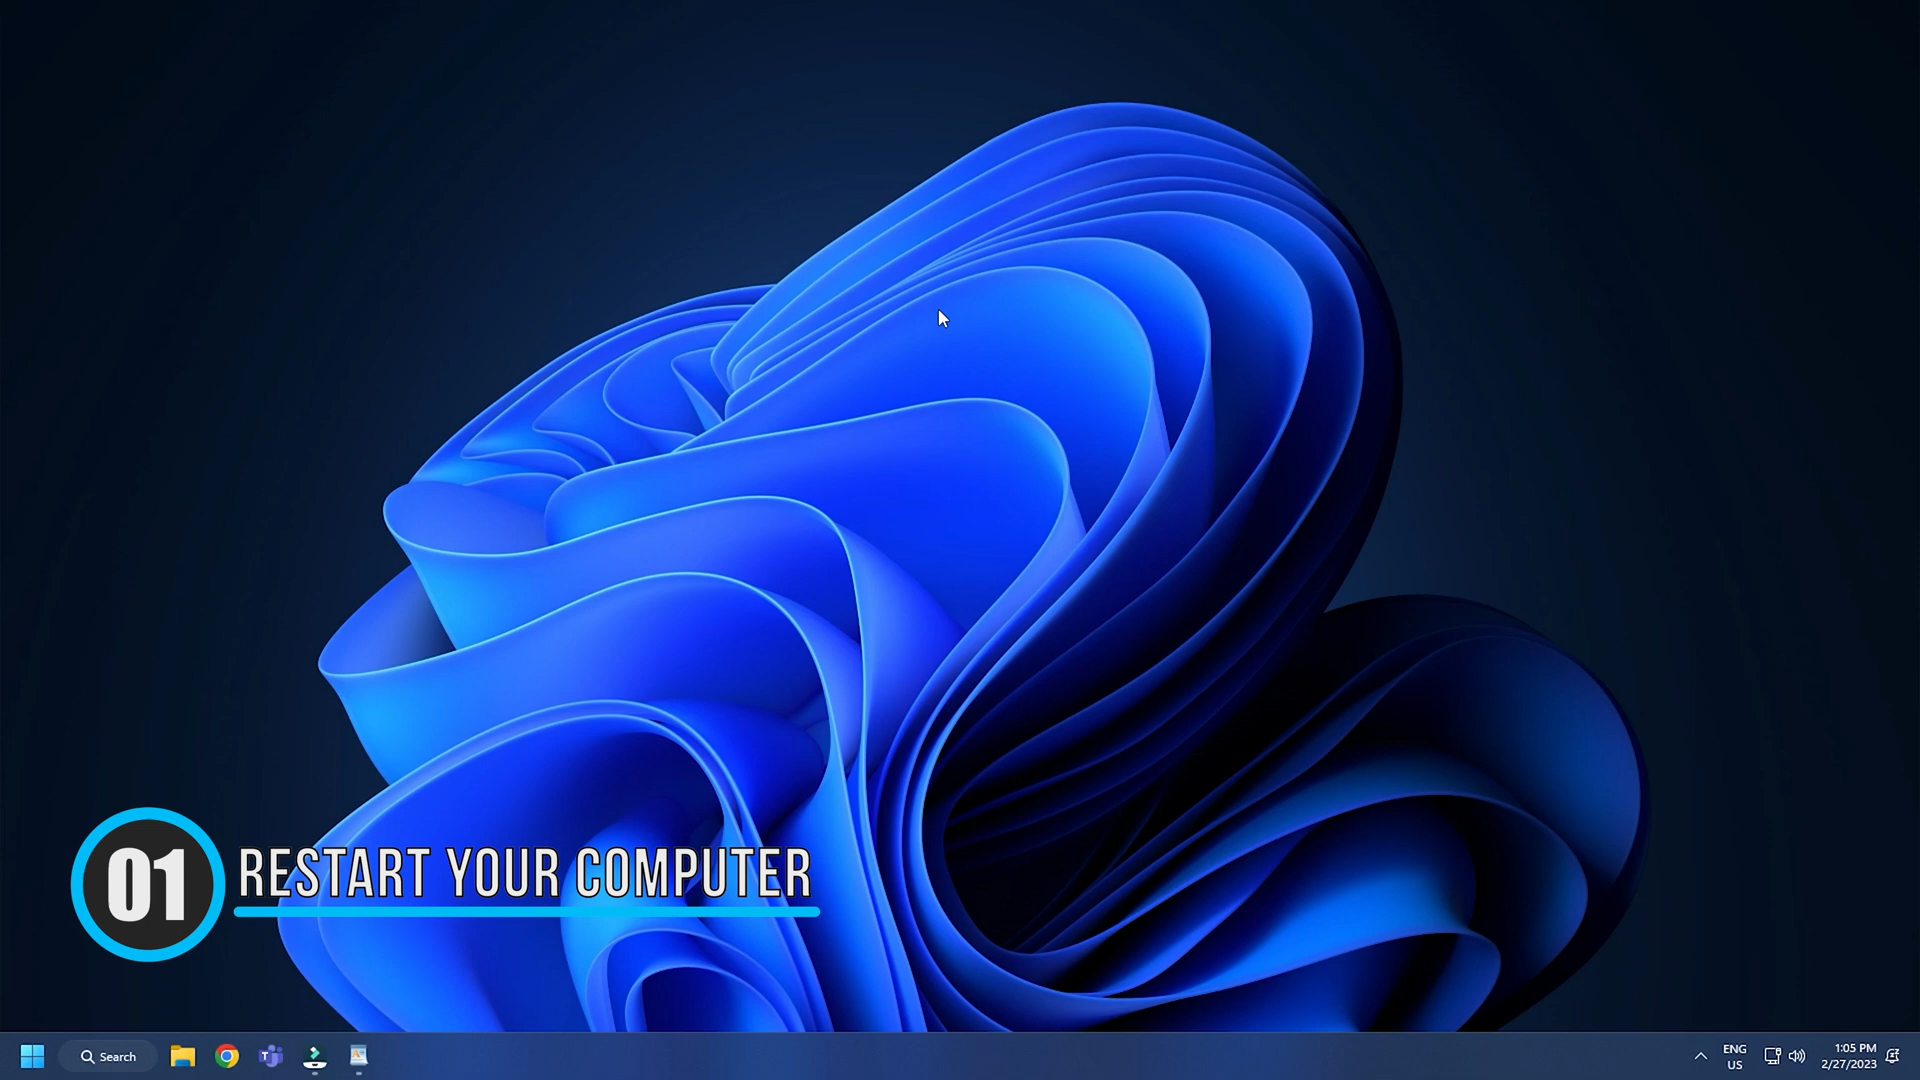 01
RESTART YOUR COMPUTER
Search
ENG
US
1:05 PM
2/27/2023